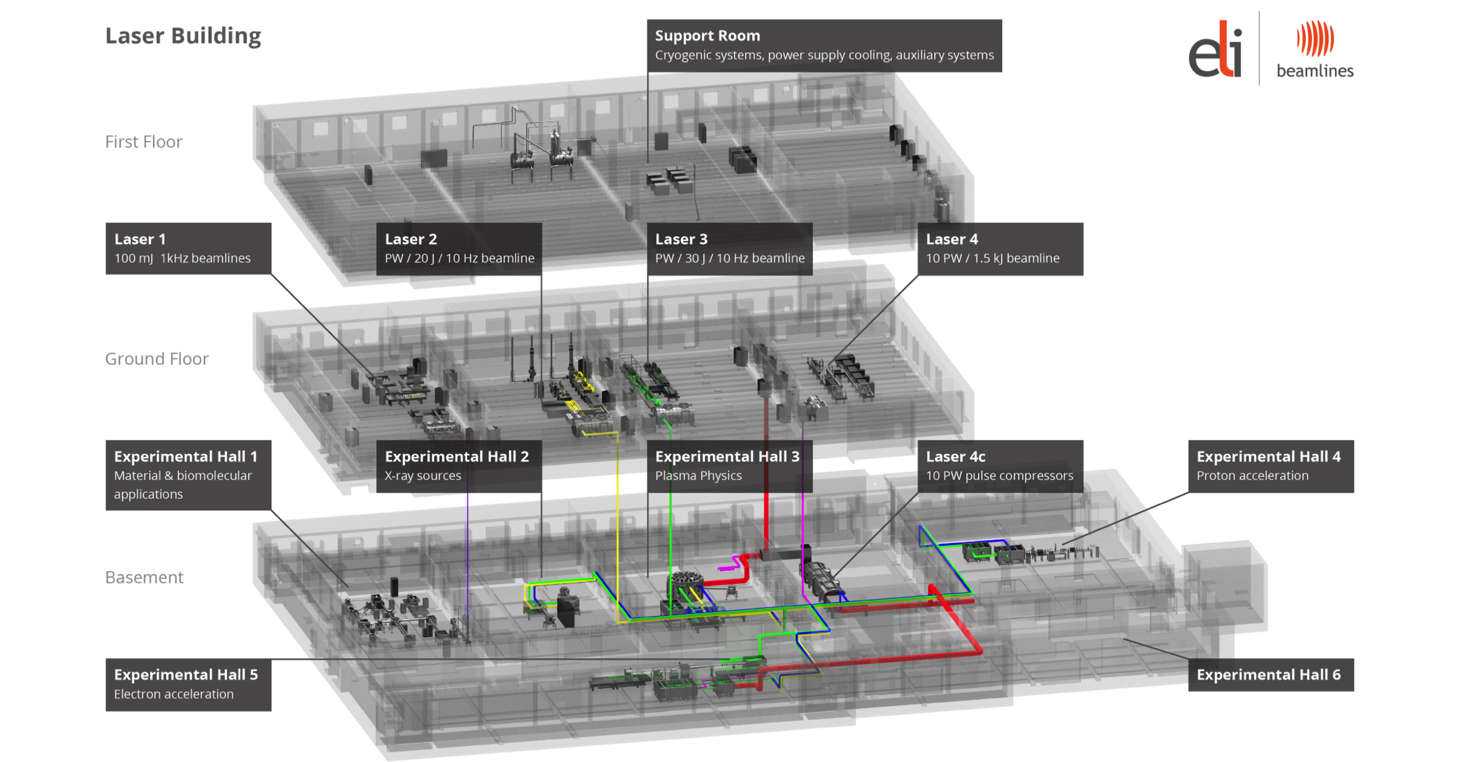 Laser Building
Support Room
Cryogenic systems, power supply cooling, auxiliary systems
eli
beamlines
First Floor
Laser 1
100 mJ 1kHz beamlines
Laser 2
PW / 20 J / 10 Hz beamline
Laser 3
PW / 30 J / 10 Hz beamline
Laser 4
10 PW / 1.5 kJ beamline
Ground Floor
Experimental Hall 1
Material & biomolecular
applications
Experimental Hall 2
X-ray sources
Experimental Hall 3
Plasma Physics
Laser 4c
10 PW pulse compressors
Experimental Hall 4
Proton acceleration
Basement
Experimental Hall 5
Electron acceleration
Experimental Hall 6